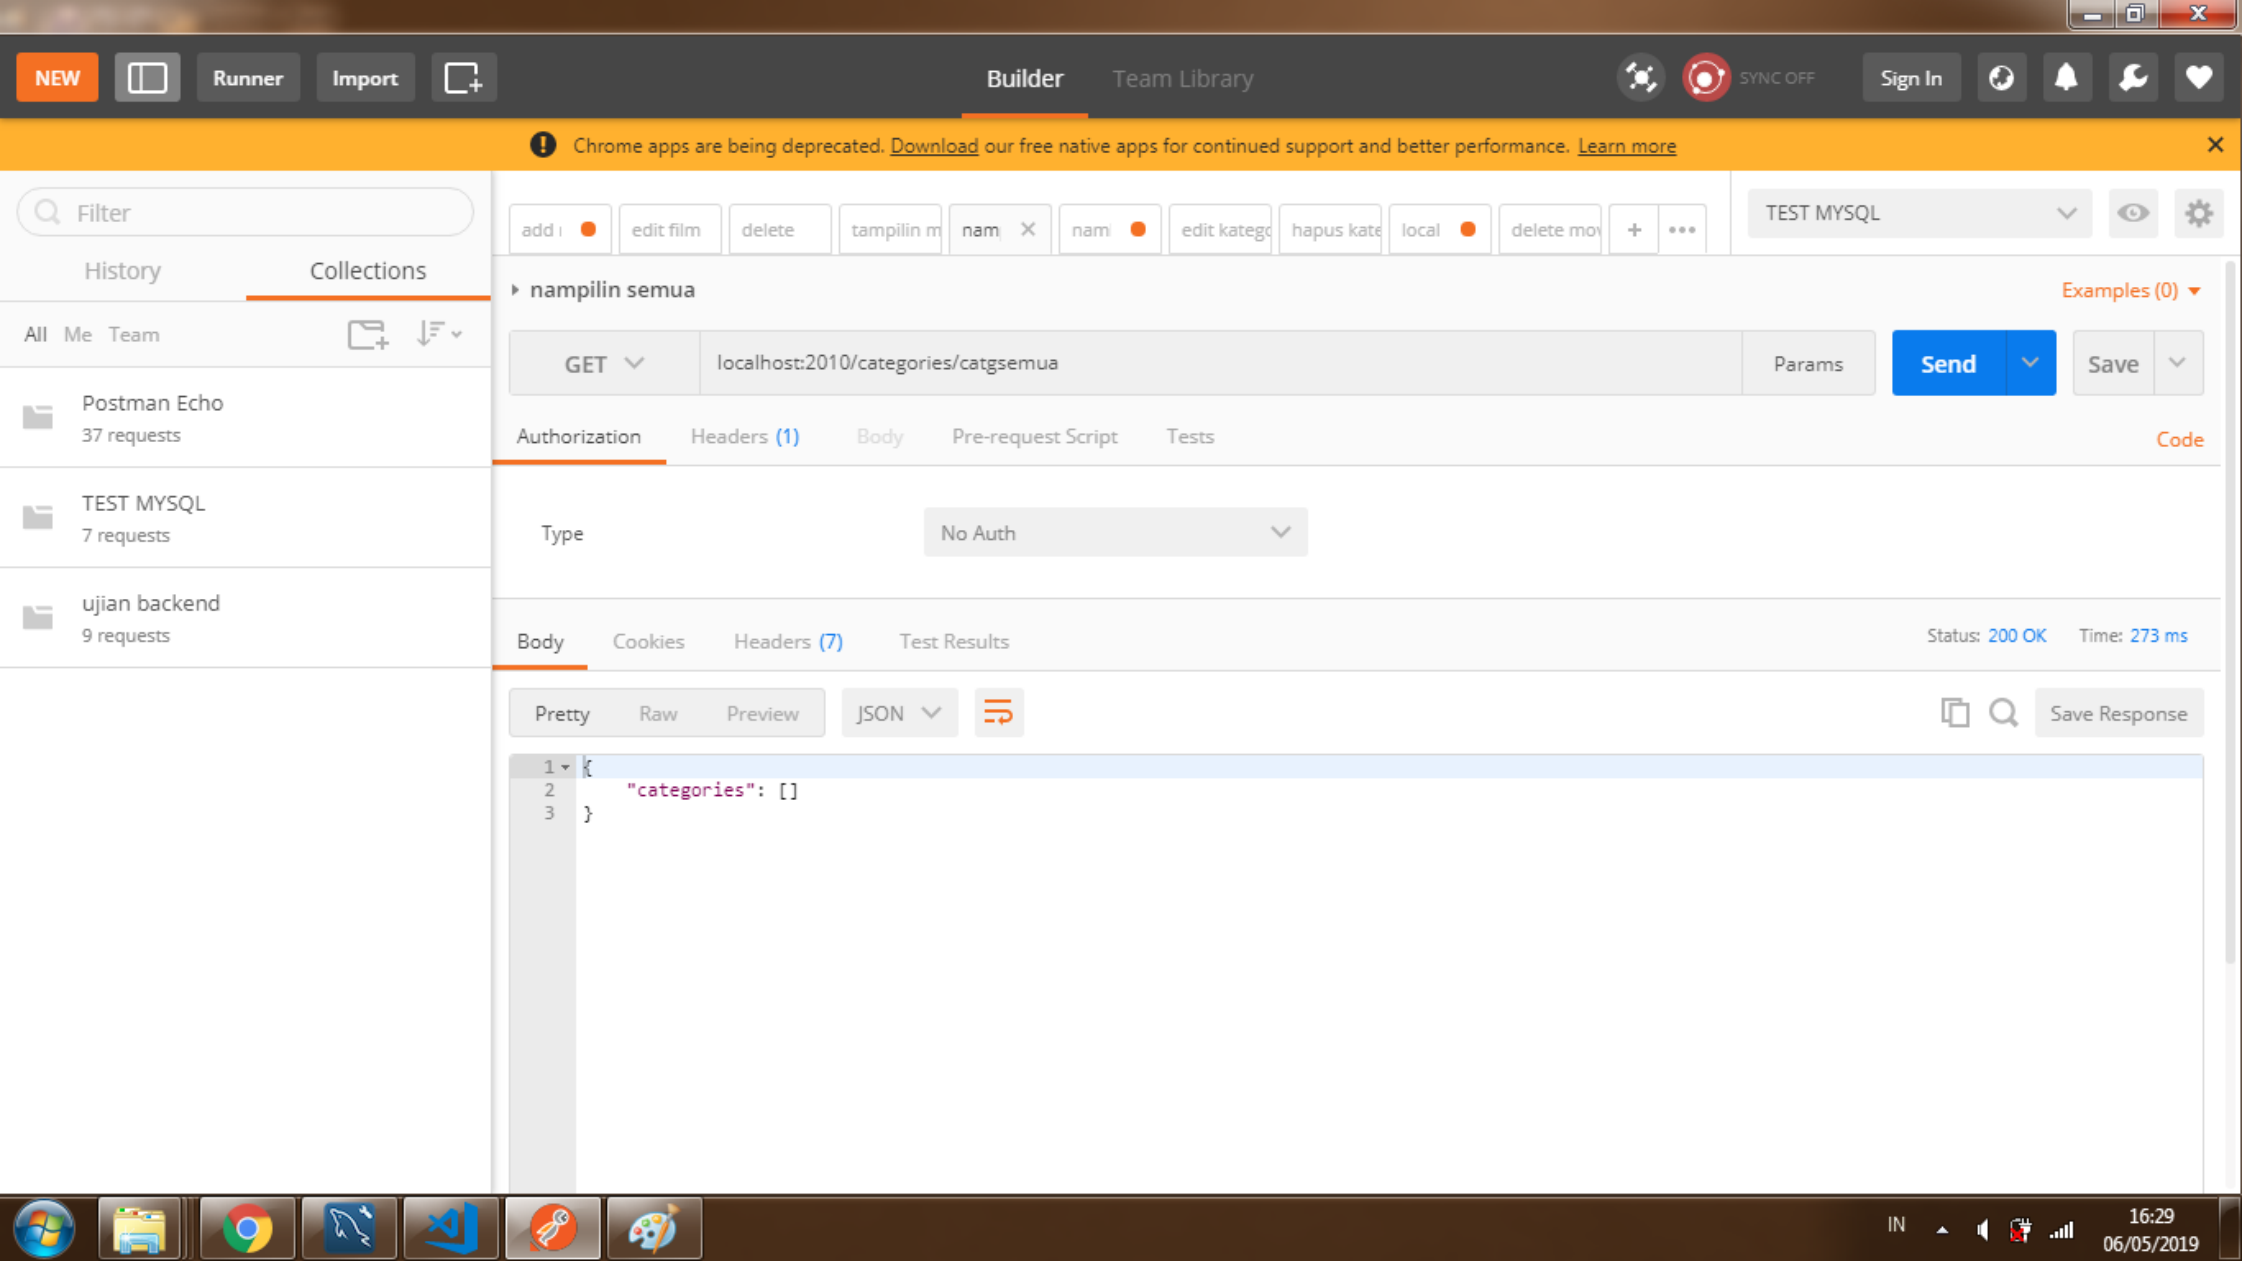 NEW Runner Import Builder Team Library SYNC OFF Sign In
Chrome apps are being deprecated. Download our free native apps for continued support and better performance. Learn more
Filter
History Collections
All Me Team
Postman Echo
37 requests
TEST MYSQL
7 requests
ujian backend
9 requests
add edit film delete tampilin m nam nam edit katego hapus kate local delete mov + •••
TEST MYSQL
nampilin semua
Examples (0)
GET localhost:2010/categories/catgsemua Params Send Save
Authorization Headers (1) Body Pre-request Script Tests Code
Type No Auth
Body Cookies Headers (7) Test Results Status: 200 OK Time: 273 ms
Pretty Raw Preview JSON Save Response
1 {
2 "categories": []
3 }
IN 16:29
06/05/2019